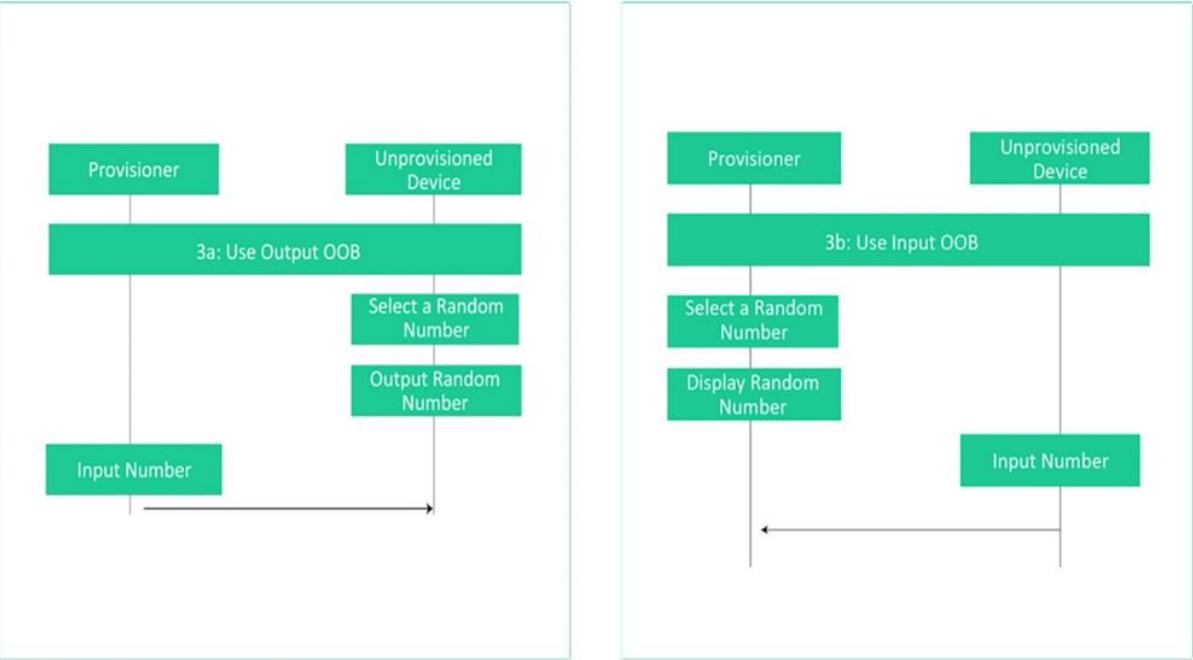 Provisioner
Unprovisioned
Device
3a: Use Output OOB
Select a Random
Number
Output Random
Number
Input Number
Provisioner
Unprovisioned
Device
3b: Use Input OOB
Select a Random
Number
Display Random
Number
Input Number